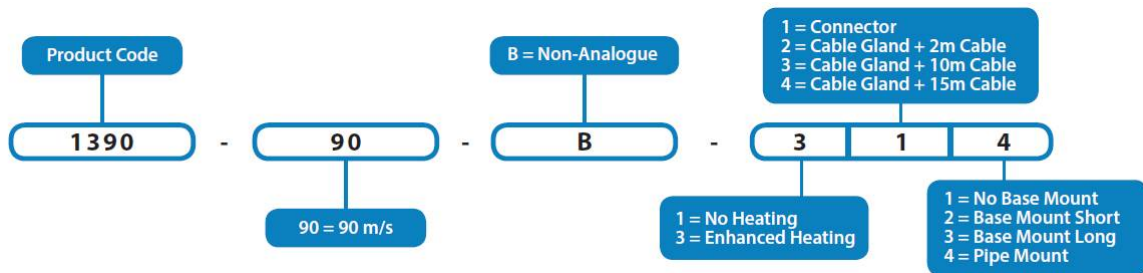 Product Code
B = Non-Analogue
1 = Connector
2 = Cable Gland + 2m Cable
3 = Cable Gland + 10m Cable
4 = Cable Gland + 15m Cable
1390 - 90 - B - 3 1 4
90 = 90 m/s
1 = No Heating
3 = Enhanced Heating
1 = No Base Mount
2 = Base Mount Short
3 = Base Mount Long
4 = Pipe Mount